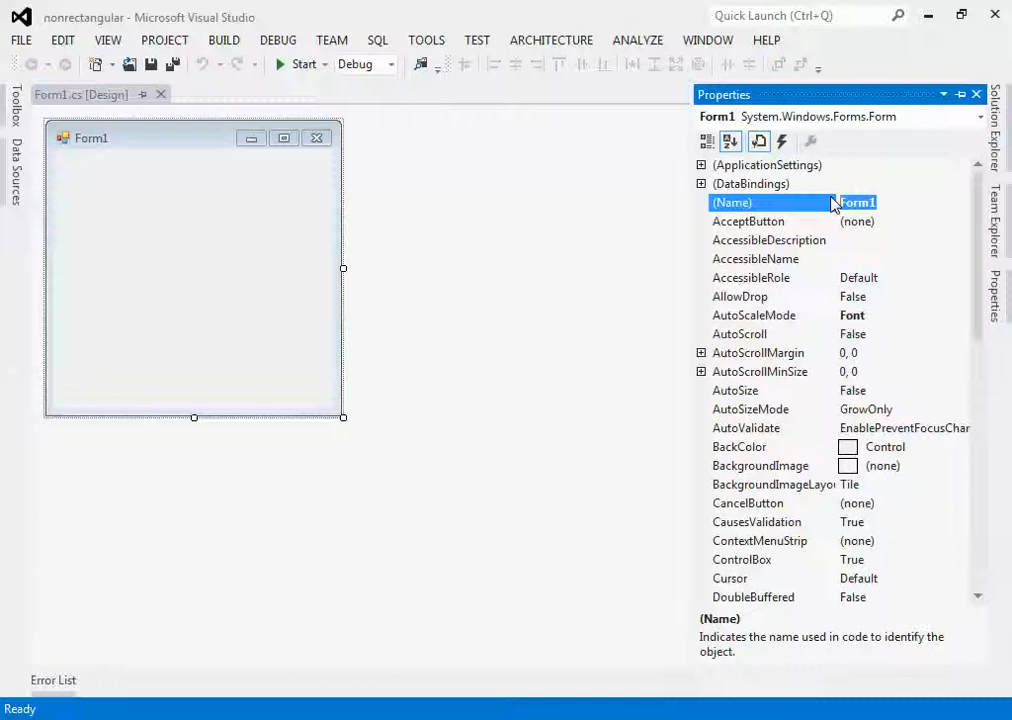 nonrectangular - Microsoft Visual Studio
Quick Launch (Ctrl+Q)
FILE EDIT VIEW PROJECT BUILD DEBUG TEAM SQL TOOLS TEST ARCHITECTURE ANALYZE WINDOW HELP
Start Debug
Form1.cs [Design]
Toolbox
Data Sources
Form1
Properties
Form1 System.Windows.Forms.Form
(ApplicationSettings)
(DataBindings)
(Name) Form1
AcceptButton (none)
AccessibleDescription
AccessibleName
AccessibleRole Default
AllowDrop False
AutoScaleMode Font
AutoScroll False
AutoScrollMargin 0, 0
AutoScrollMinSize 0, 0
AutoSize False
AutoSizeMode GrowOnly
AutoValidate EnablePreventFocusChar
BackColor Control
BackgroundImage (none)
BackgroundImageLayou Tile
CancelButton (none)
CausesValidation True
ContextMenuStrip (none)
ControlBox True
Cursor Default
DoubleBuffered False
(Name)
Indicates the name used in code to identify the
object.
Solution Explorer
Team Explorer
Properties
Error List
Ready